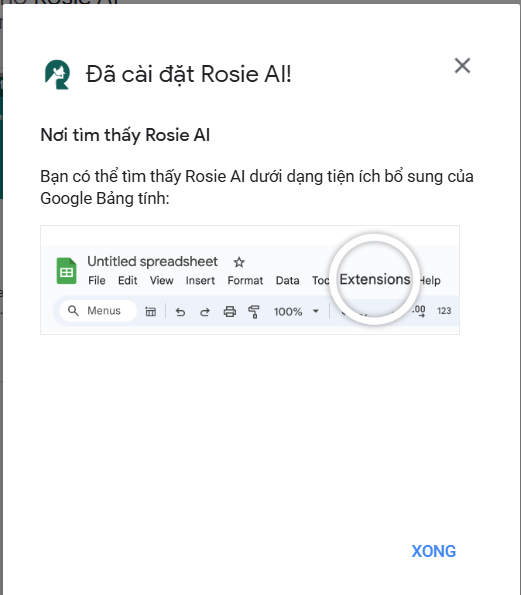 Rosie AI
Đã cài đặt Rosie AI!
Nơi tìm thấy Rosie AI
Bạn có thể tìm thấy Rosie AI dưới dạng tiện ích bổ sung của
Google Bảng tính:
Untitled spreadsheet
File Edit View Insert Format Data Extensions Help
Menus 100% .00 123
XONG